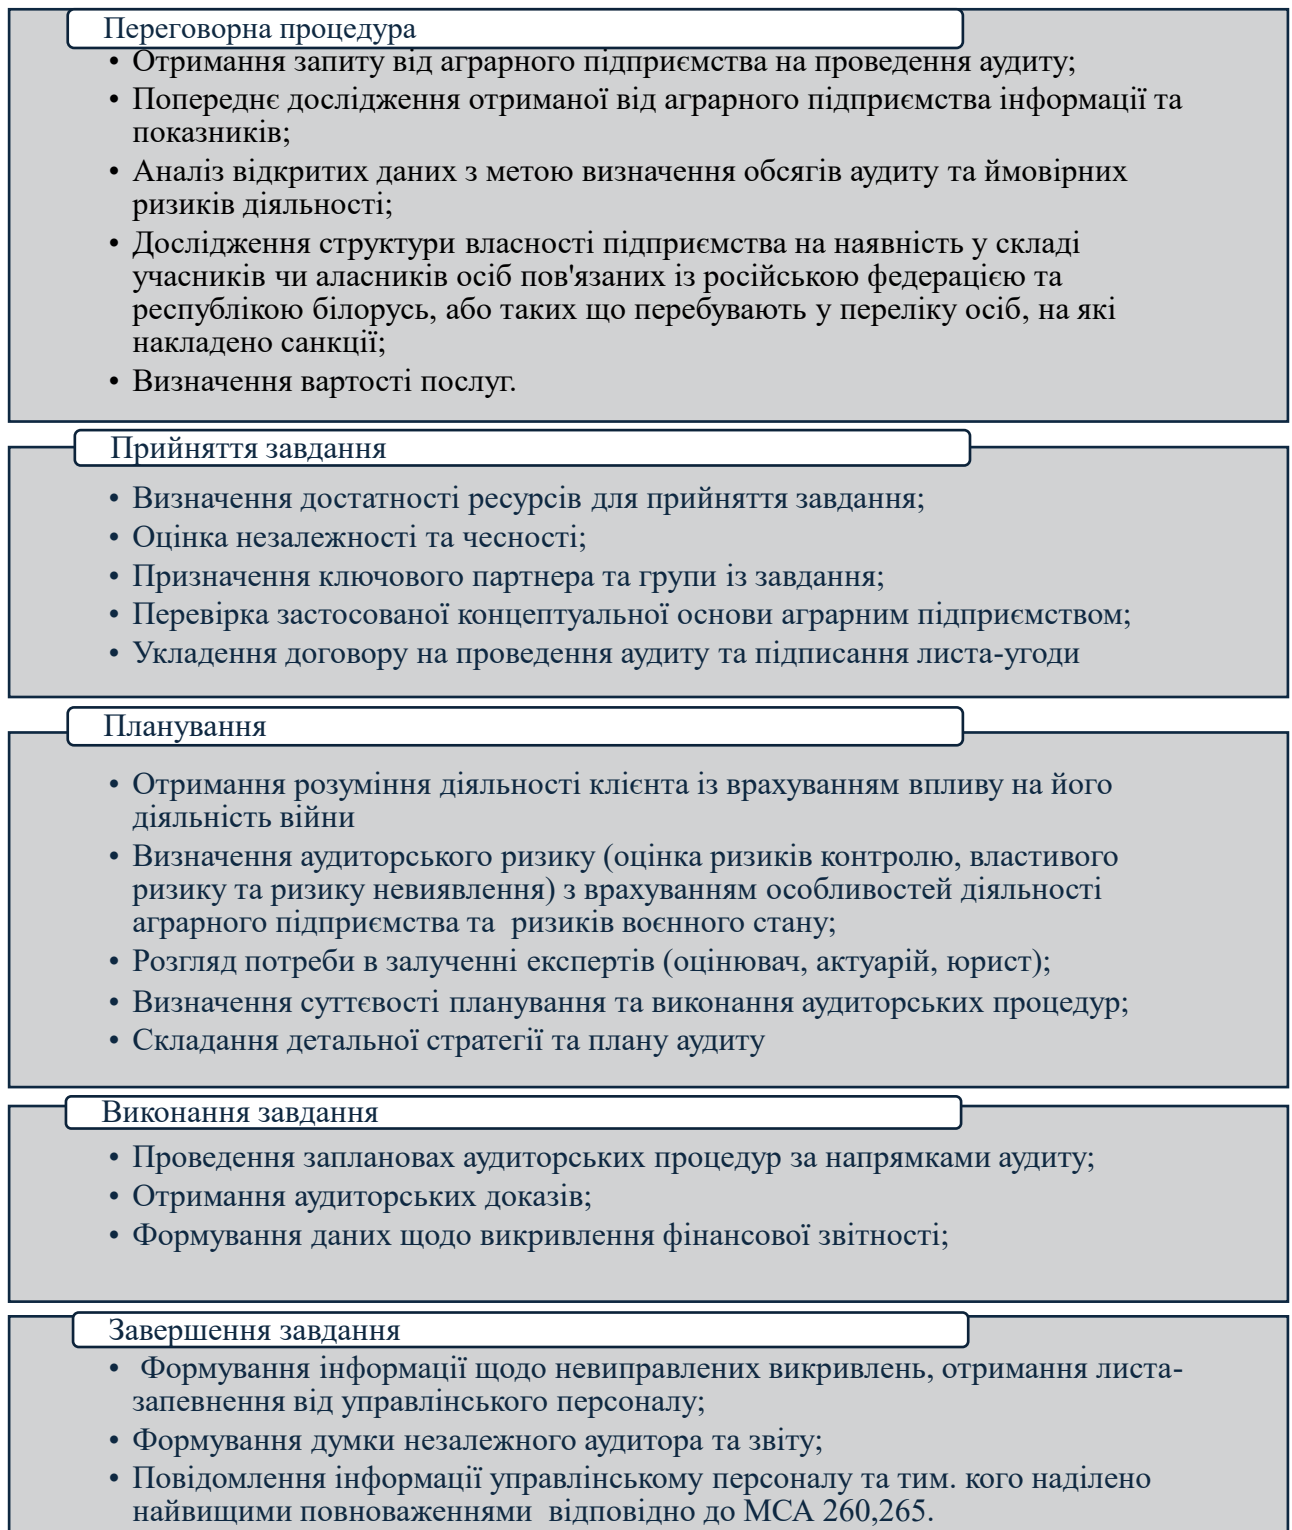 Переговорна процедура
• Отримання запиту від аграрного підприємства на проведення аудиту;
• Попереднє дослідження отриманої від аграрного підприємства інформації та
показників;
• Аналіз відкритих даних з метою визначення обсягів аудиту та ймовірних
ризиків діяльності;
• Дослідження структури власності підприємства на наявність у складі
учасників чи аласників осіб пов'язаних із російською федерацією та
республікою білорусь, або таких що перебувають у переліку осіб, на які
накладено санкції;
• Визначення вартості послуг.
Прийняття завдання
• Визначення достатності ресурсів для прийняття завдання;
• Оцінка незалежності та чесності;
• Призначення ключового партнера та групи із завдання;
• Перевірка застосованої концептуальної основи аграрним підприємством;
• Укладення договору на проведення аудиту та підписання листа-угоди
Планування
• Отримання розуміння діяльності клієнта із врахуванням впливу на його
діяльність війни
• Визначення аудиторського ризику (оцінка ризиків контролю, властивого
ризику та ризику невиявлення) з врахуванням особливостей діяльності
аграрного підприємства та  ризиків воєнного стану;
• Розгляд потреби в залученні експертів (оцінювач, актуарій, юрист);
• Визначення суттєвості планування та виконання аудиторських процедур;
• Складання детальної стратегії та плану аудиту
Виконання завдання
• Проведення заплановах аудиторських процедур за напрямками аудиту;
• Отримання аудиторських доказів;
• Формування даних щодо викривлення фінансової звітності;
Завершення завдання
• Формування інформації щодо невиправлених викривлень, отримання листа-
запевнення від управлінського персоналу;
• Формування думки незалежного аудитора та звіту;
• Повідомлення інформації управлінському персоналу та тим. кого наділено
найвищими повноваженнями  відповідно до МСА 260,265.